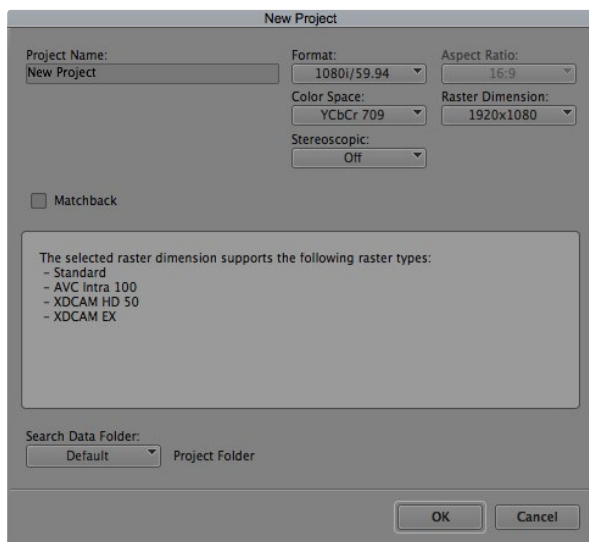 New Project
Project Name:
New Project
Format:
1080i/59.94
Aspect Ratio:
16:9
Color Space:
YCbCr 709
Raster Dimension:
1920x1080
Stereoscopic:
Off
Matchback
The selected raster dimension supports the following raster types:
– Standard
– AVC Intra 100
– XDCAM HD 50
– XDCAM EX
Search Data Folder:
Default
Project Folder
OK
Cancel